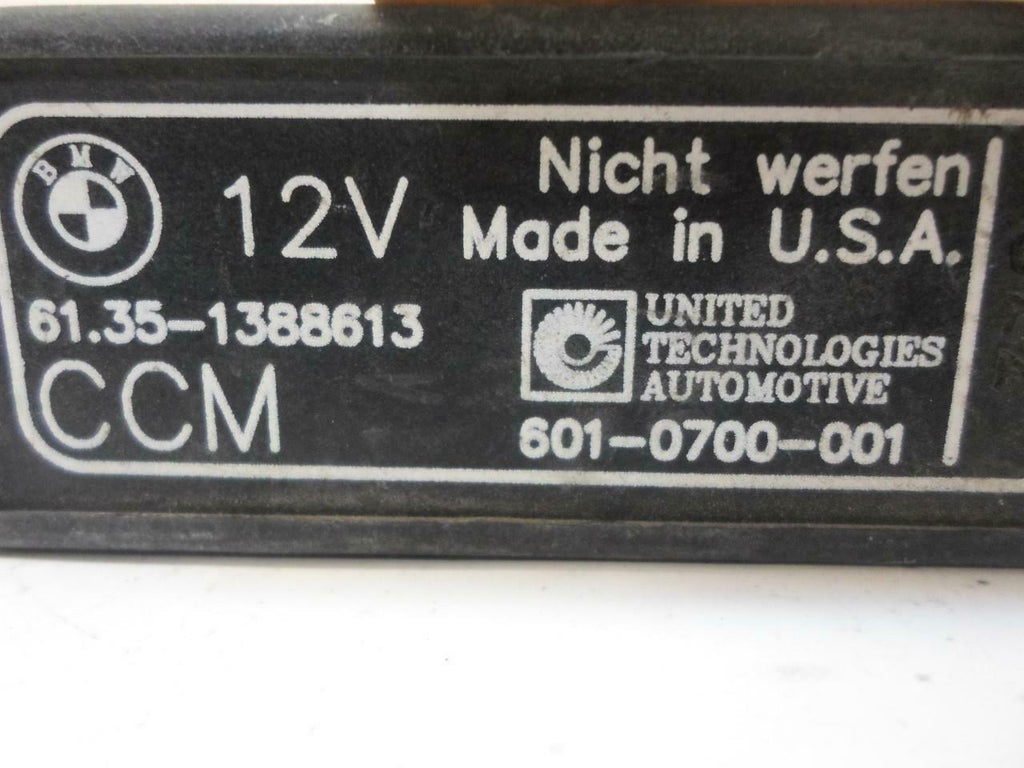 BMW
12V
Nicht werfen
Made in U.S.A.
61.35-1388613
CCM
UNITED
TECHNOLOGIES
AUTOMOTIVE
601-0700-001